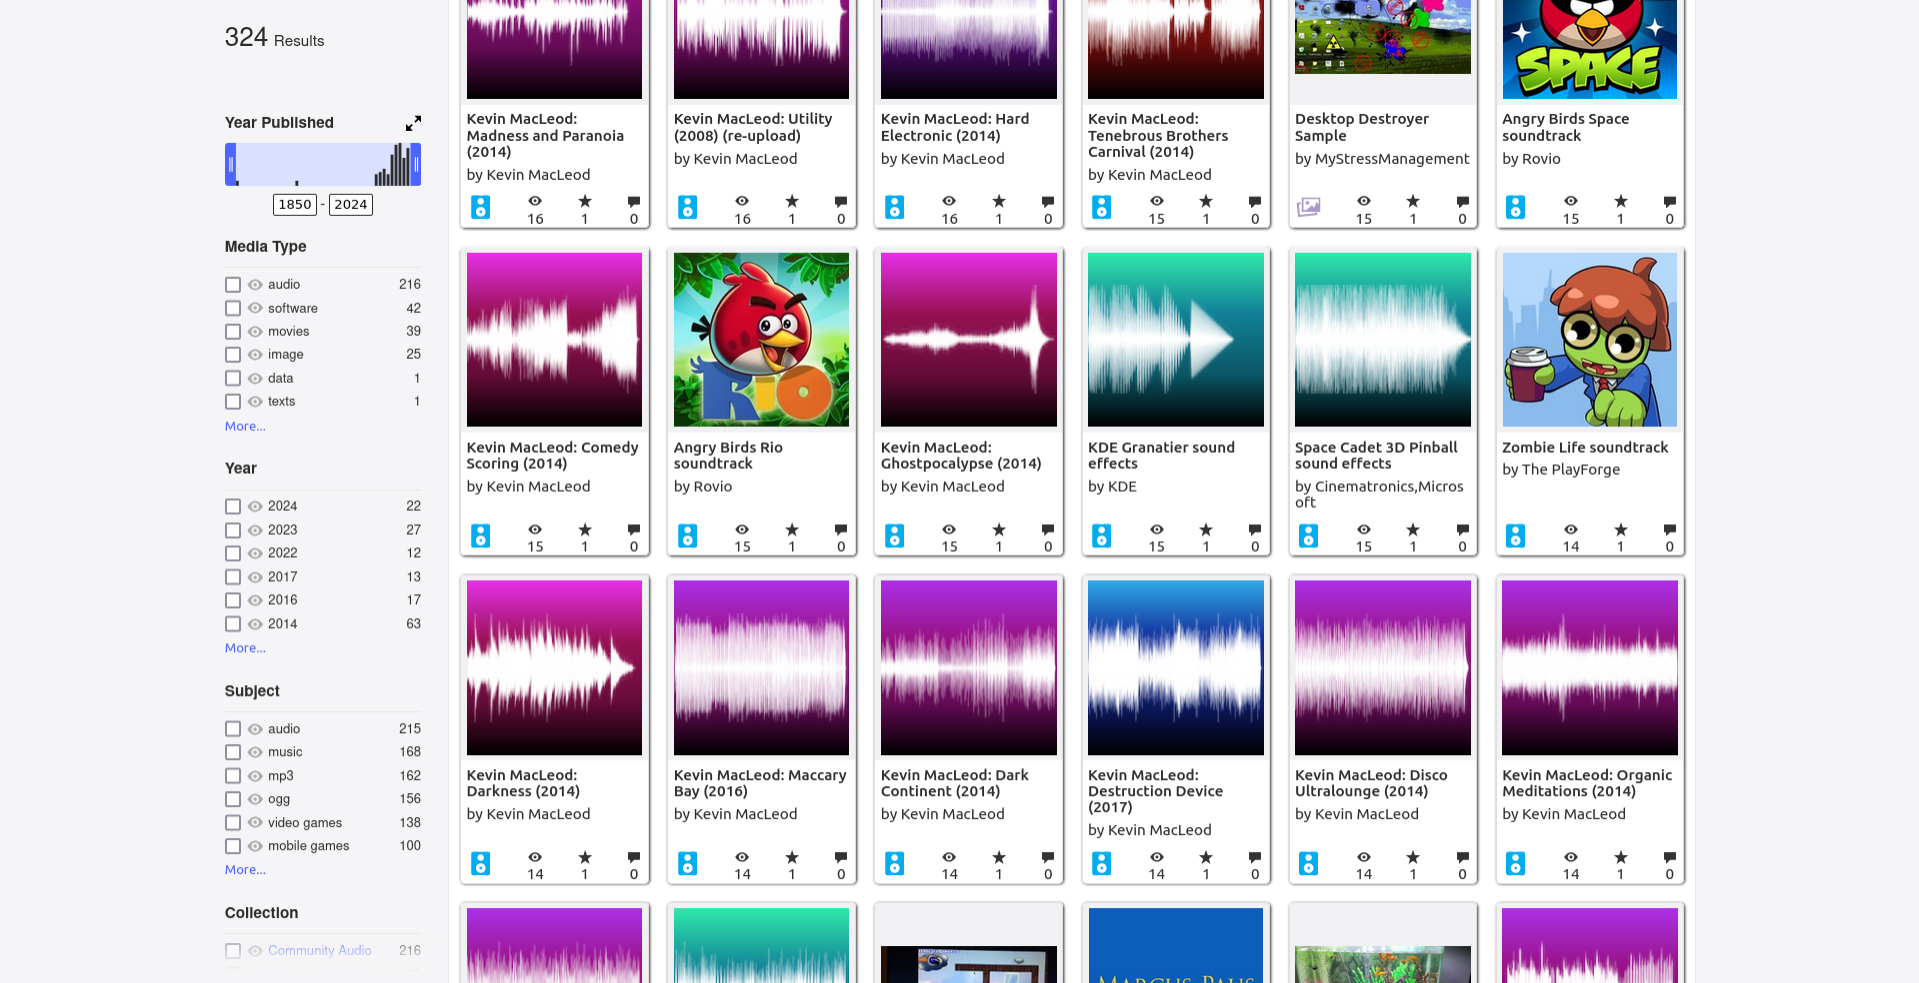 324 Results
Year Published
1850 - 2024
Media Type
audio 216
software 42
movies 39
image 25
data 1
texts 1
More...
Year
2024 22
2023 27
2022 12
2017 13
2016 17
2014 63
More...
Subject
audio 215
music 168
mp3 162
ogg 156
video games 138
mobile games 100
More...
Collection
Community Audio 216
Kevin MacLeod:
Madness and Paranoia
(2014)
by Kevin MacLeod
16 1 0
Kevin MacLeod: Utility
(2008) (re-upload)
by Kevin MacLeod
16 1 0
Kevin MacLeod: Hard
Electronic (2014)
by Kevin MacLeod
16 1 0
Kevin MacLeod:
Tenebrous Brothers
Carnival (2014)
by Kevin MacLeod
15 1 0
Desktop Destroyer
Sample
by MyStressManagement
15 1 0
SPACE
Angry Birds Space
soundtrack
by Rovio
15 1 0
Kevin MacLeod: Comedy
Scoring (2014)
by Kevin MacLeod
15 1 0
RIO
Angry Birds Rio
soundtrack
by Rovio
15 1 0
Kevin MacLeod:
Ghostpocalypse (2014)
by Kevin MacLeod
15 1 0
KDE Granatier sound
effects
by KDE
15 1 0
Space Cadet 3D Pinball
sound effects
by Cinematronics,Micros
oft
15 1 0
Zombie Life soundtrack
by The PlayForge
14 1 0
Kevin MacLeod:
Darkness (2014)
by Kevin MacLeod
14 1 0
Kevin MacLeod: Maccary
Bay (2016)
by Kevin MacLeod
14 1 0
Kevin MacLeod: Dark
Continent (2014)
by Kevin MacLeod
14 1 0
Kevin MacLeod:
Destruction Device
(2017)
by Kevin MacLeod
14 1 0
Kevin MacLeod: Disco
Ultralounge (2014)
by Kevin MacLeod
14 1 0
Kevin MacLeod: Organic
Meditations (2014)
by Kevin MacLeod
14 1 0
MARCUS PAUS